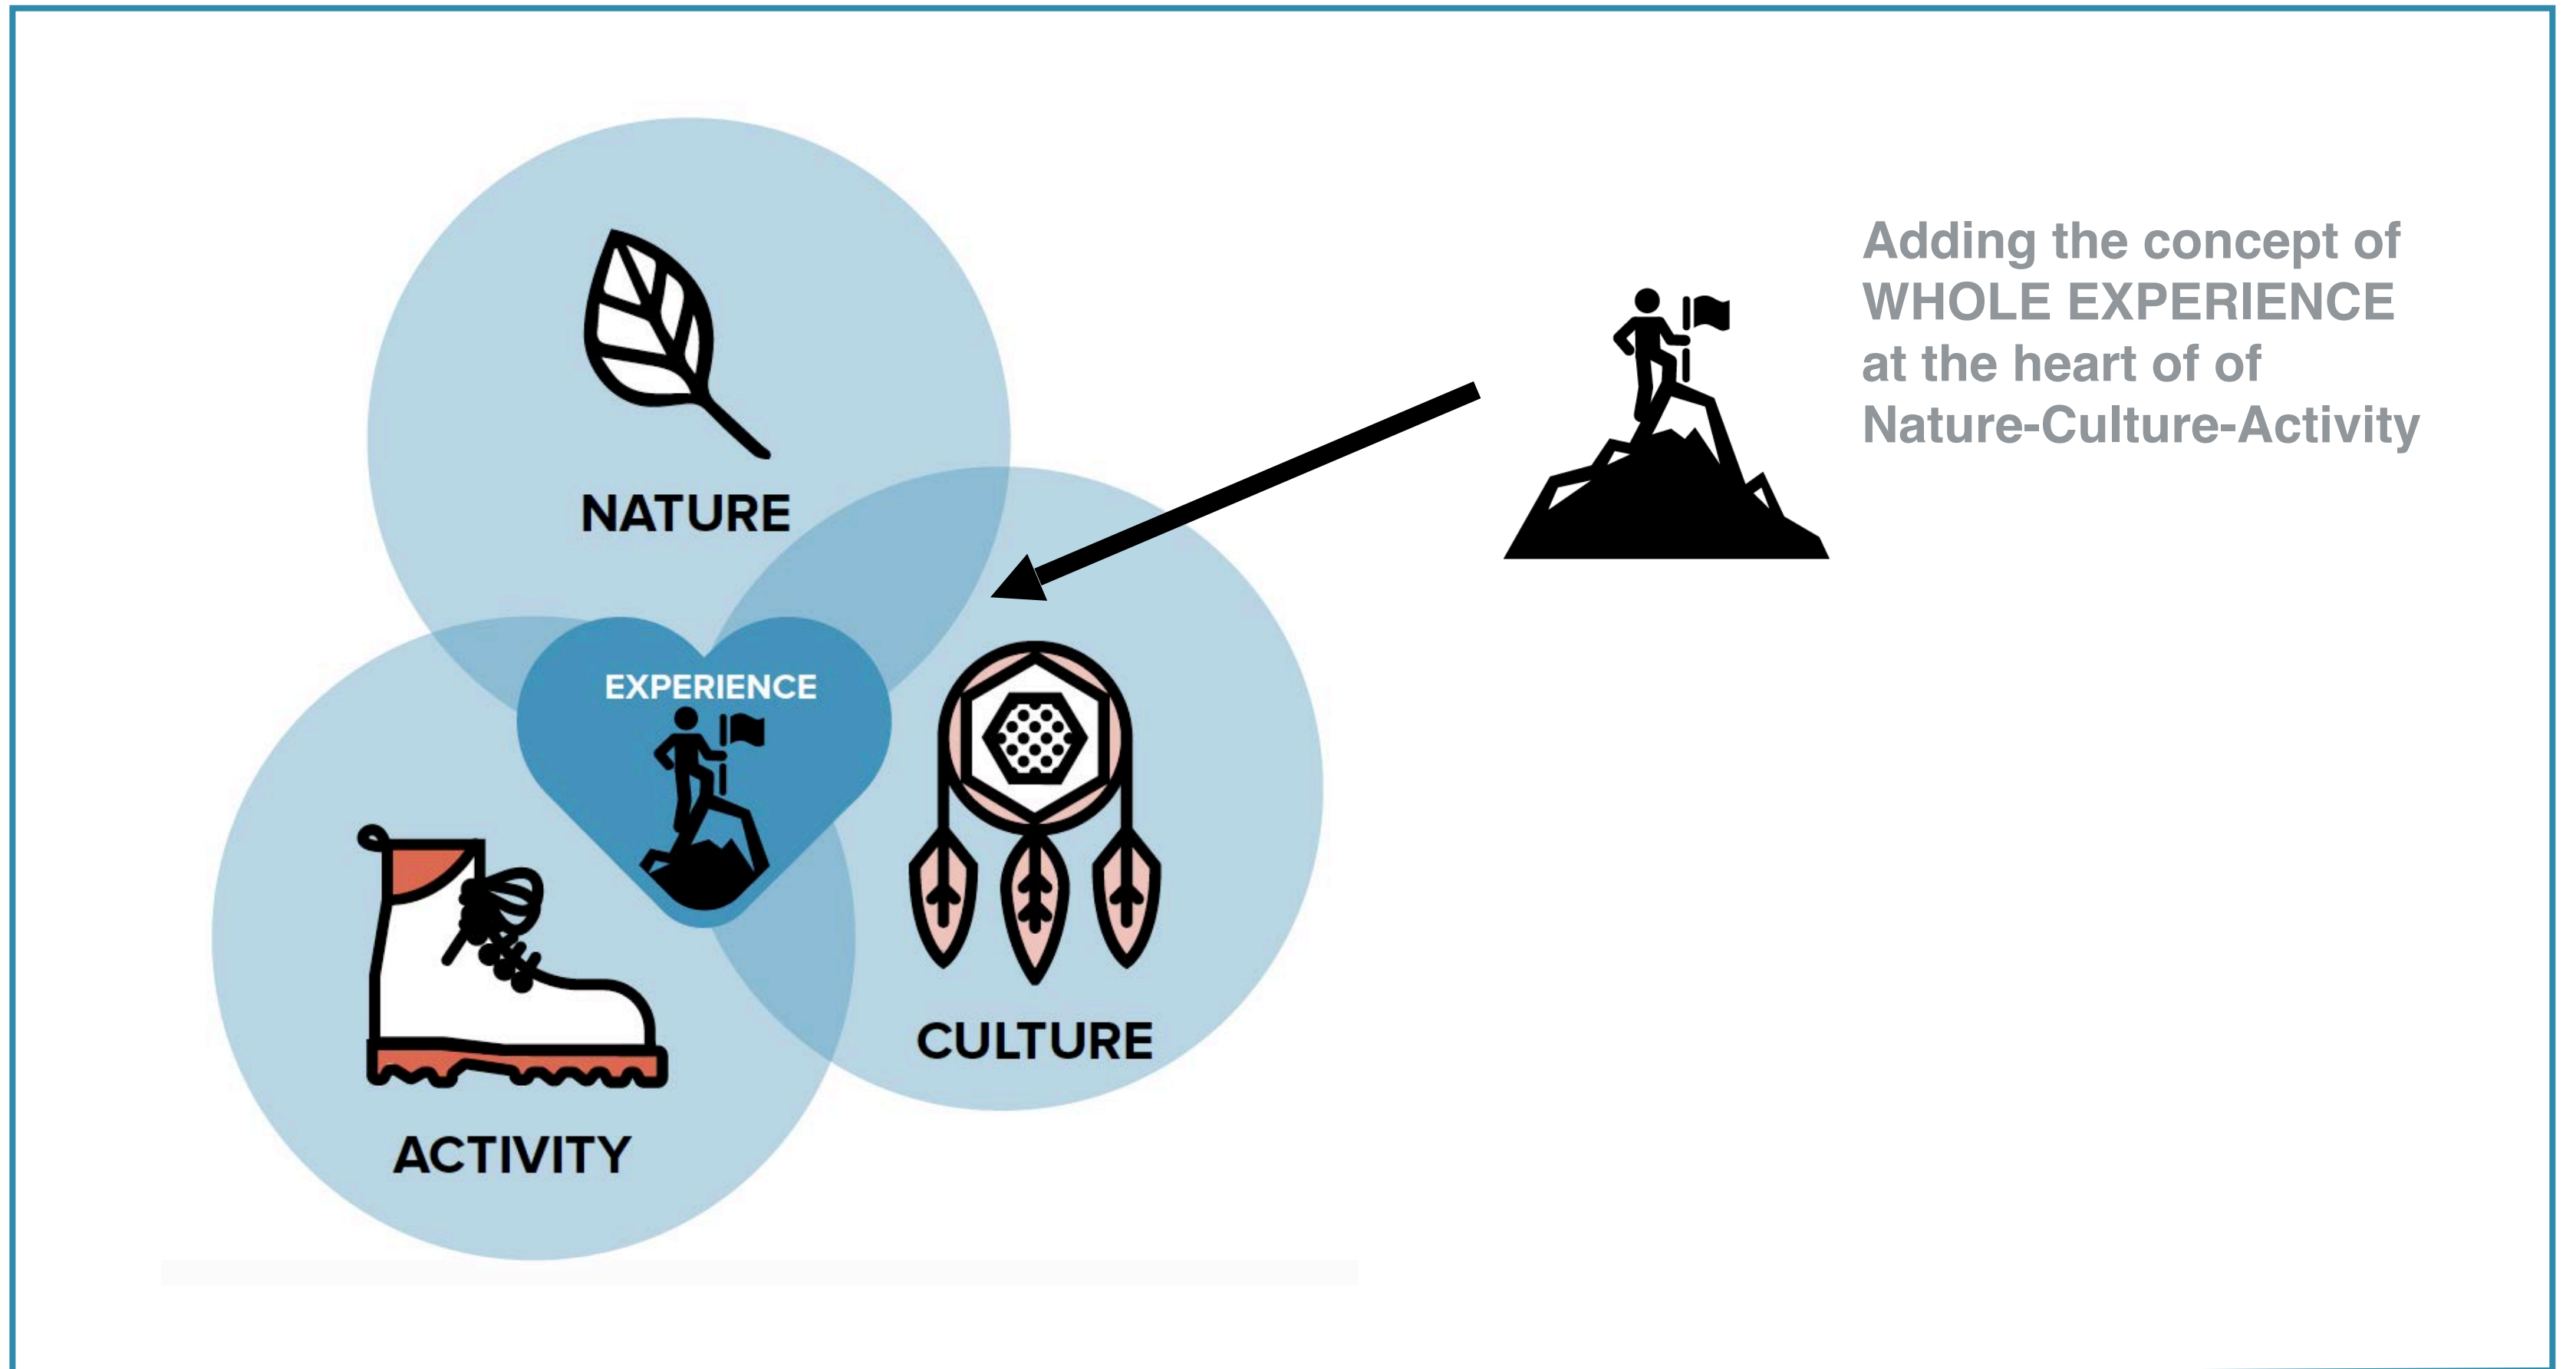 NATURE
EXPERIENCE
CULTURE
ACTIVITY
Adding the concept of
WHOLE EXPERIENCE
at the heart of of
Nature-Culture-Activity